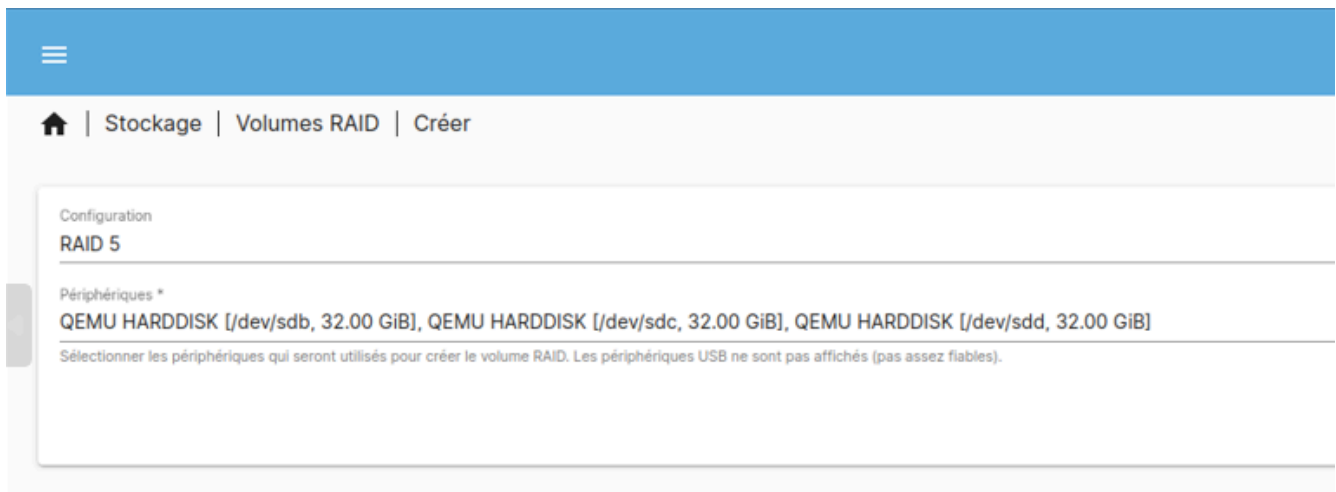 | Stockage | Volumes RAID | Créer
Configuration
RAID 5
Périphériques *
QEMU HARDDISK [/dev/sdb, 32.00 GiB], QEMU HARDDISK [/dev/sdc, 32.00 GiB], QEMU HARDDISK [/dev/sdd, 32.00 GiB]
Sélectionner les périphériques qui seront utilisés pour créer le volume RAID. Les périphériques USB ne sont pas affichés (pas assez fiables).